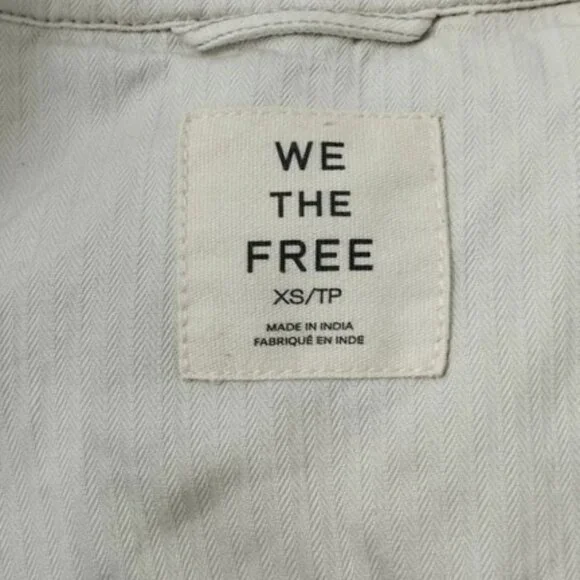 WE
THE
FREE
XS/TP
MADE IN INDIA
FABRIQUÉ EN INDE